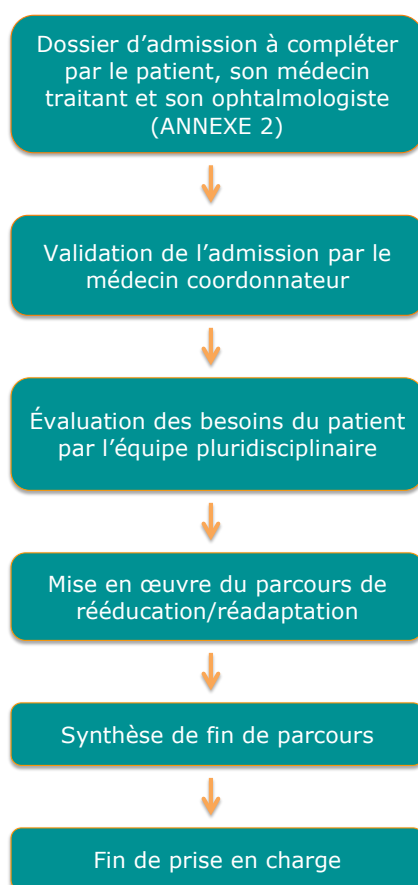 Dossier d’admission à compléter
par le patient, son médecin
traitant et son ophtalmologiste
(ANNEXE 2)
Validation de l’admission par le
médecin coordonnateur
Évaluation des besoins du patient
par l’équipe pluridisciplinaire
Mise en œuvre du parcours de
rééducation/réadaptation
Synthèse de fin de parcours
Fin de prise en charge